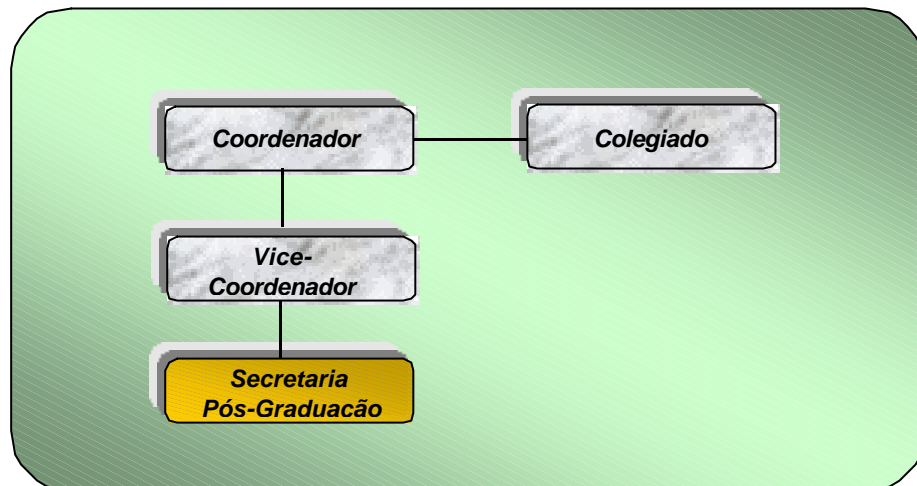 Coordenador
Colegiado
Vice-
Coordenador
Secretaria
Pós-Graduacão